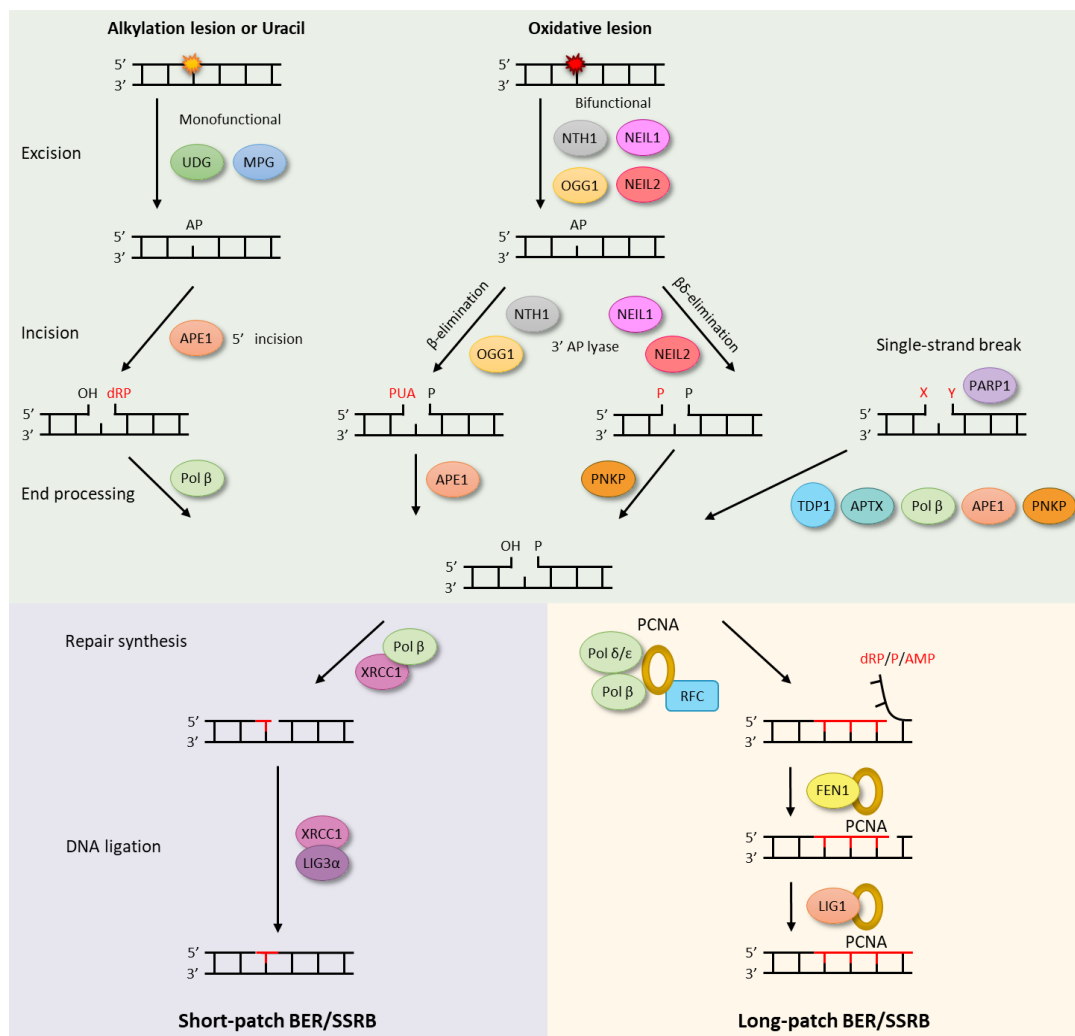 Alkylation lesion or Uracil
Oxidative lesion
5’
3’
5’
3’
Monofunctional
Bifunctional
Excision
UDG
MPG
NTH1
NEIL1
OGG1
NEIL2
AP
5’
3’
AP
5’
3’
Incision
APE1
5’ incision
β-elimination
NTH1
OGG1
3’ AP lyase
NEIL1
NEIL2
βδ-elimination
Single-strand break
PARP1
OH dRP
5’
3’
PUA P
5’
3’
P P
5’
3’
X Y
5’
3’
End processing
Pol β
APE1
PNKP
TDP1
APTX
Pol β
APE1
PNKP
OH P
5’
3’
Repair synthesis
Pol β
XRCC1
PCNA
Pol δ/ε
Pol β
RFC
dRP/P/AMP
5’
3’
5’
3’
FEN1
PCNA
5’
3’
DNA ligation
XRCC1
LIG3α
LIG1
PCNA
5’
3’
5’
3’
Short-patch BER/SSRB
Long-patch BER/SSRB